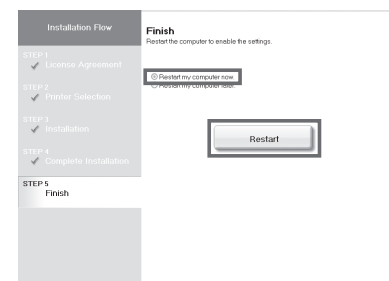 Installation Flow
STEP 1
License Agreement
STEP 2
Printer Selection
STEP 3
Installation
STEP 4
Complete Installation
STEP 5
Finish
Finish
Restart the computer to enable the settings.
Restart my computer now.
Restart my computer later.
Restart